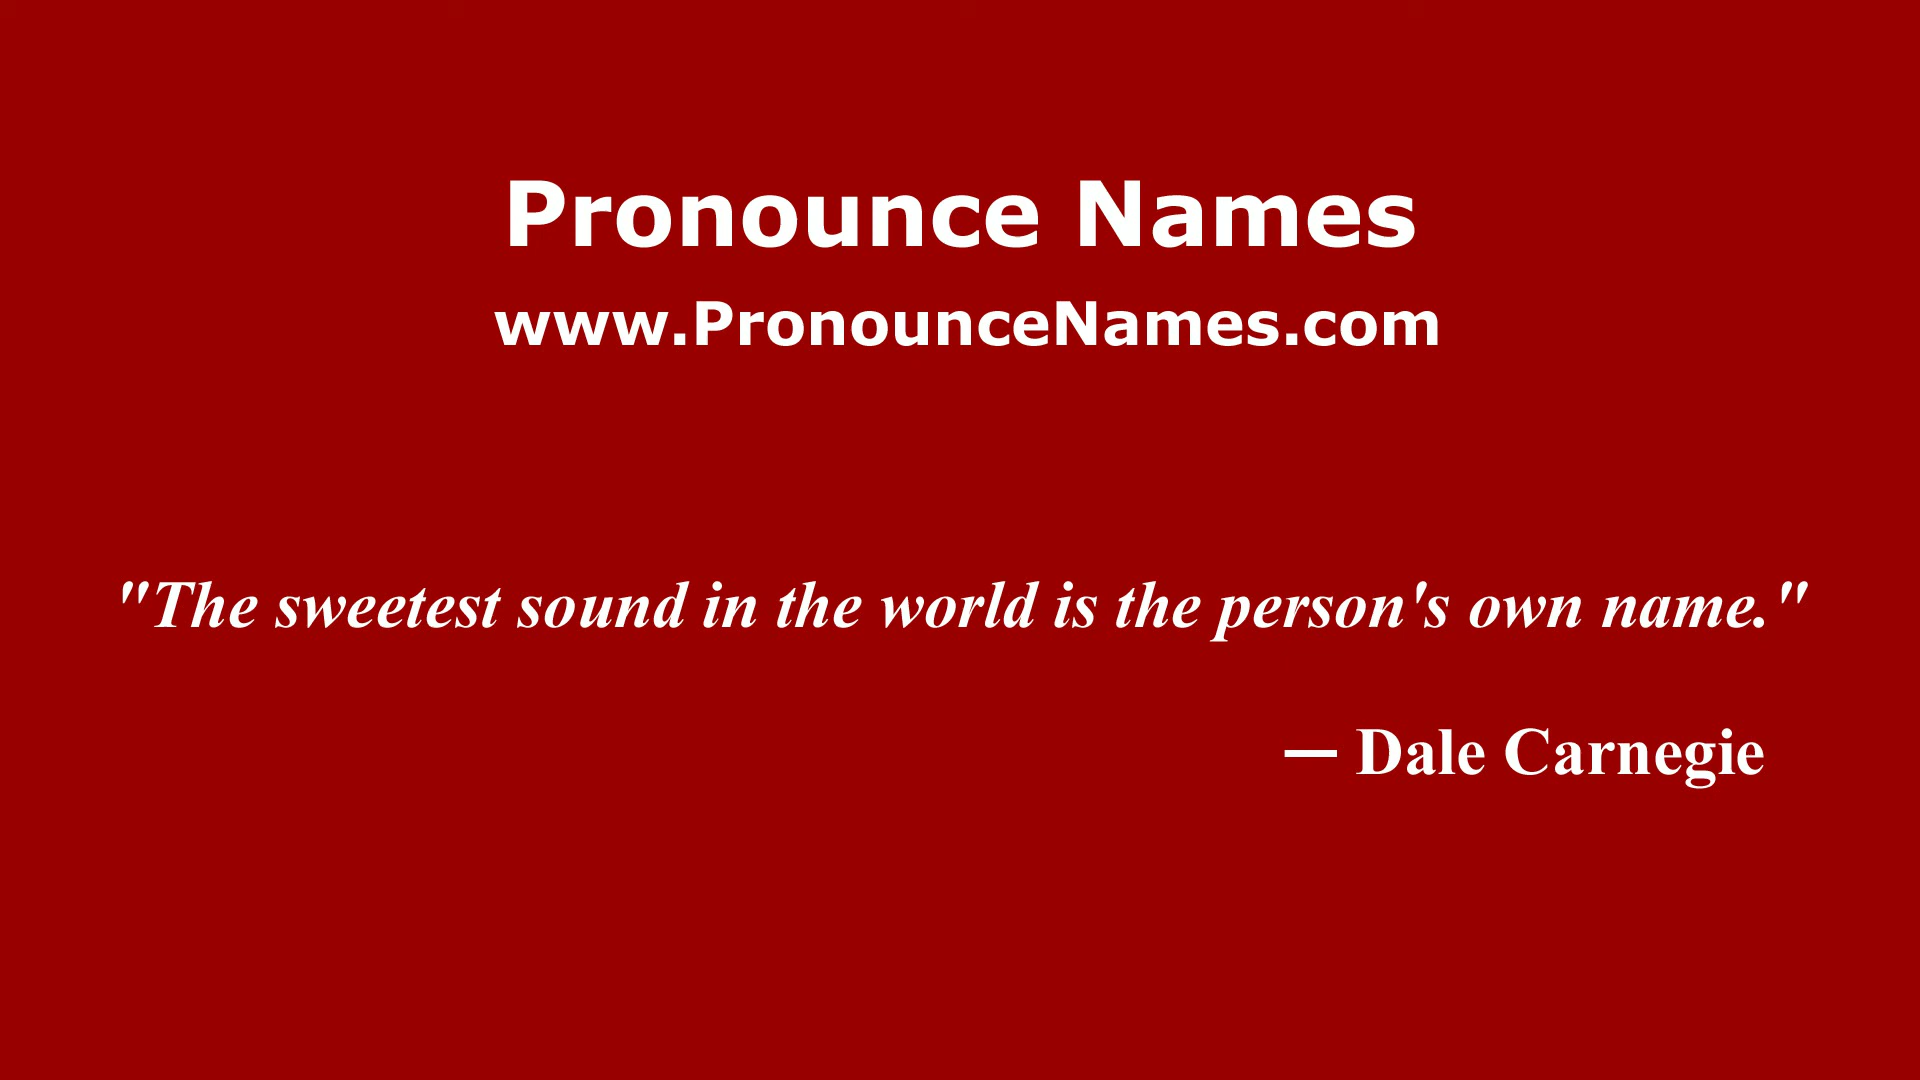 Pronounce Names
www.PronounceNames.com
"The sweetest sound in the world is the person's own name."
— Dale Carnegie